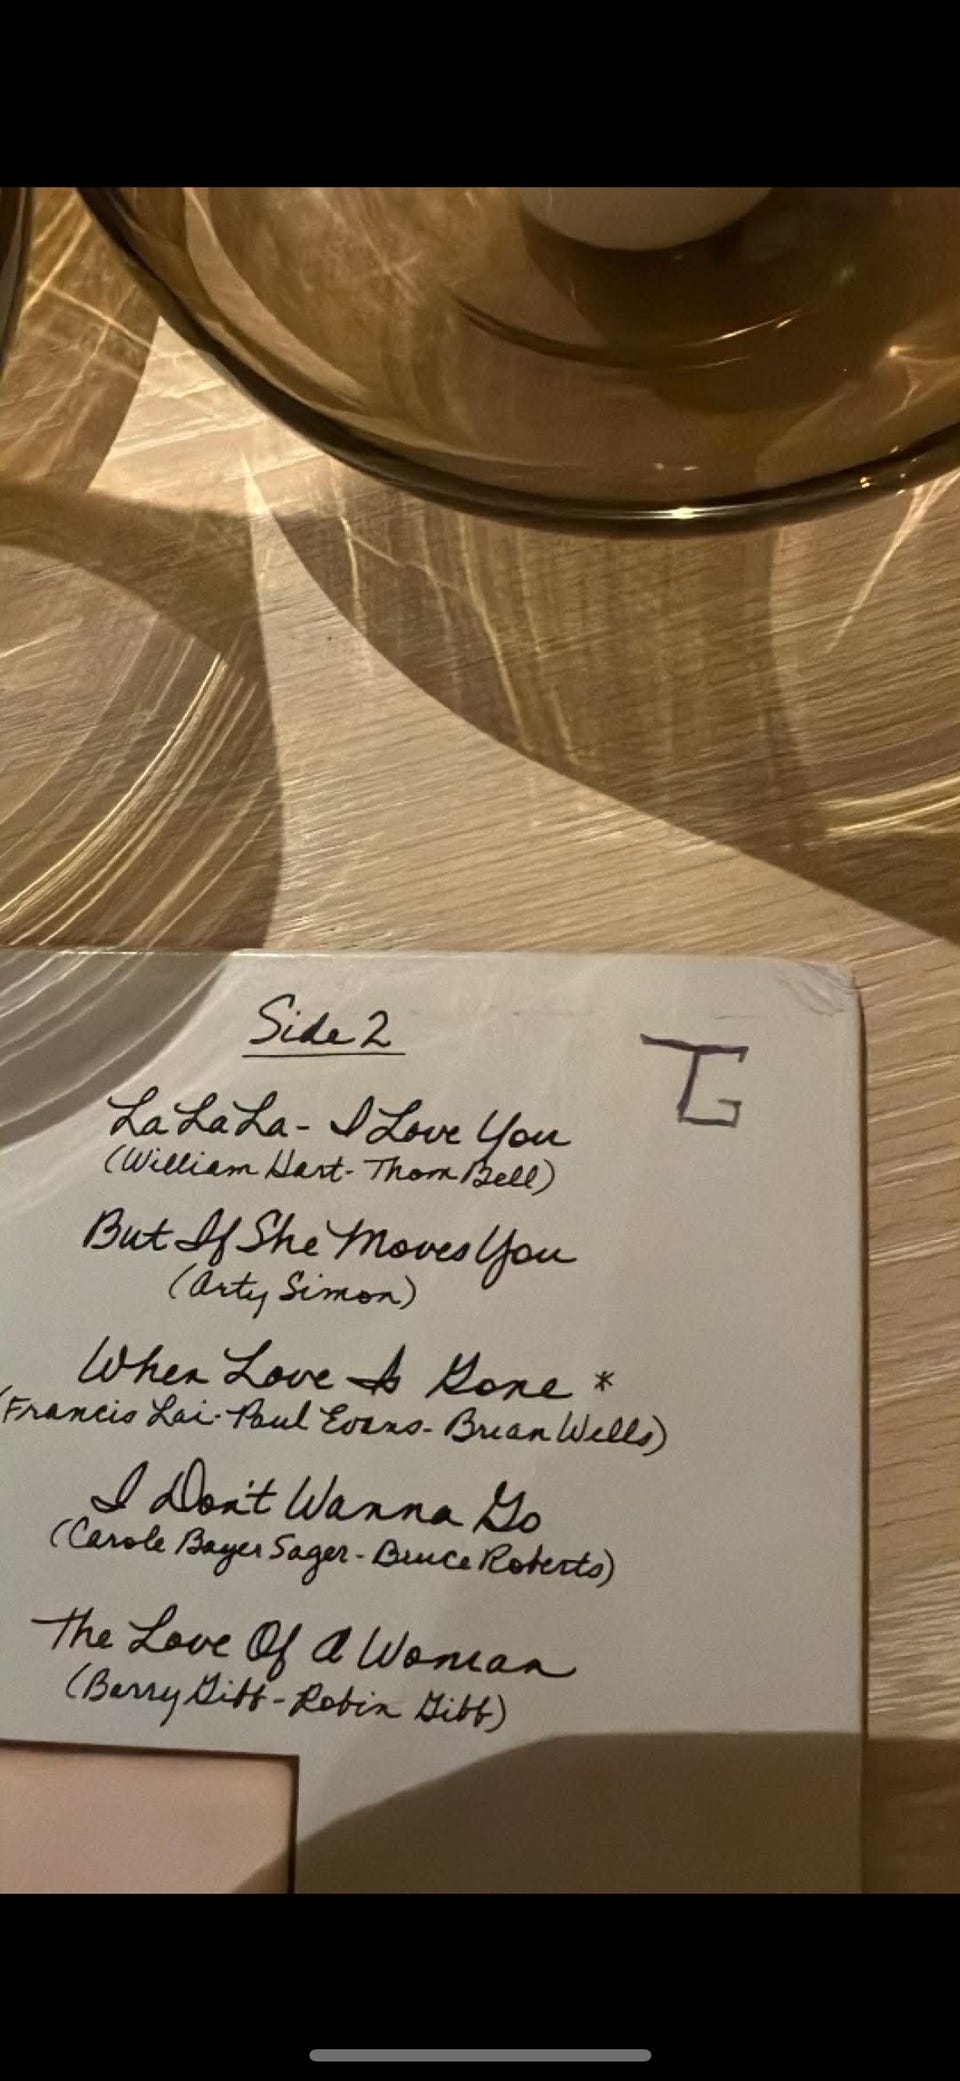 Side 2
TG
La La La - I Love You
(William Hart - Thom Bell)
But If She Moves You
(Arty Simon)
When Love Is Gone *
(Francis Lai - Paul Evans - Brian Wells)
I Don't Wanna Go
(Carole Bayer Sager - Bruce Roberts)
The Love Of A Woman
(Barry Gibb - Robin Gibb)